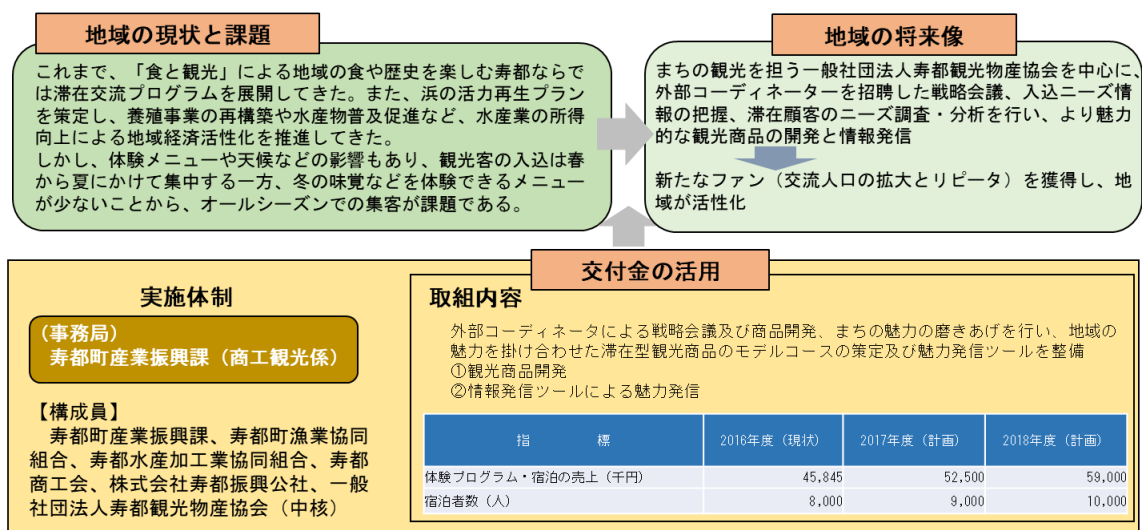 地域の現状と課題
これまで、「食と観光」による地域の食や歴史を楽しむ寿都ならで
は滞在交流プログラムを展開してきた。また、浜の活力再生プラン
を策定し、養殖事業の再構築や水産物普及促進など、水産業の所得
向上による地域経済活性化を推進してきた。
しかし、体験メニューや天候などの影響もあり、観光客の入込は春
から夏にかけて集中する一方、冬の味覚などを体験できるメニュー
が少ないことから、オールシーズンでの集客が課題である。
地域の将来像
まちの観光を担う一般社団法人寿都観光物産協会を中心に、
外部コーディネーターを招聘した戦略会議、入込ニーズ情
報の把握、滞在顧客のニーズ調査・分析を行い、より魅力
的な観光商品の開発と情報発信
新たなファン（交流人口の拡大とリピータ）を獲得し、地
域が活性化
交付金の活用
実施体制
（事務局）
寿都町産業振興課（商工観光係）
【構成員】
寿都町産業振興課、寿都町漁業協同
組合、寿都水産加工業協同組合、寿都
商工会、株式会社寿都振興公社、一般
社団法人寿都観光物産協会（中核）
取組内容
外部コーディネータによる戦略会議及び商品開発、まちの魅力の磨きあげを行い、地域の
魅力を掛け合わせた滞在型観光商品のモデルコースの策定及び魅力発信ツールを整備
①観光商品開発
②情報発信ツールによる魅力発信
指　標 2016年度（現状） 2017年度（計画） 2018年度（計画）
体験プログラム・宿泊の売上（千円） 45,845 52,500 59,000
宿泊者数（人） 8,000 9,000 10,000